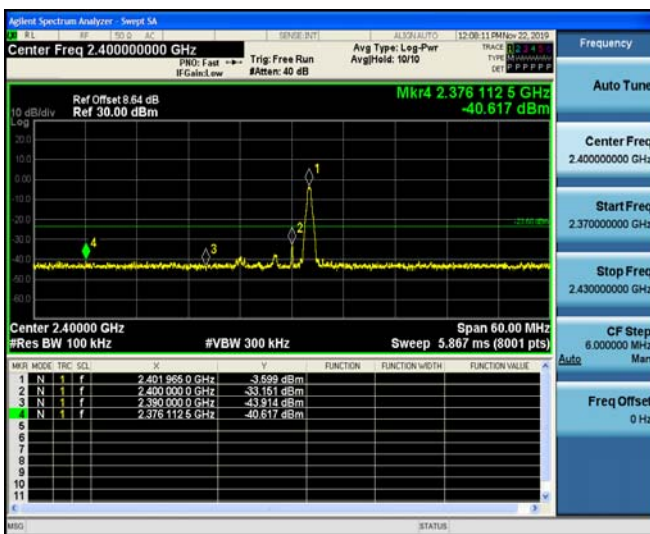 Agilent Spectrum Analyzer - Swept SA
RL RF 50 Ω AC SENSE:INT ALIGN AUTO 12:08:11 PM Nov 22, 2019
Center Freq 2.400000000 GHz
PNO: Fast
IFGain:Low
Trig: Free Run
#Atten: 40 dB
Avg Type: Log-Pwr
Avg|Hold: 10/10
TRACE 1 2 3 4 5 6
TYPE
DET P P P P P P
Mkr4 2.376 112 5 GHz
-40.617 dBm
Ref Offset 8.64 dB
Ref 30.00 dBm
10 dB/div
Log
20.0
10.0
0.00
-10.0
-20.0
-30.0
-40.0
-50.0
-60.0
1
2
3
4
Center 2.40000 GHz
Span 60.00 MHz
#Res BW 100 kHz
#VBW 300 kHz
Sweep 5.867 ms (8001 pts)
MKR MODE TRC SCL X Y FUNCTION FUNCTION WIDTH FUNCTION VALUE
1 N 1 f 2.401 965 0 GHz -3.599 dBm
2 N 1 f 2.400 000 0 GHz -33.151 dBm
3 N 1 f 2.390 000 0 GHz -43.914 dBm
4 N 1 f 2.376 112 5 GHz -40.617 dBm
5
6
7
8
9
10
11
MSG STATUS
Frequency
Auto Tune
Center Freq
2.400000000 GHz
Start Freq
2.370000000 GHz
Stop Freq
2.430000000 GHz
CF Step
6.000000 MHz
Auto Man
Freq Offset
0 Hz